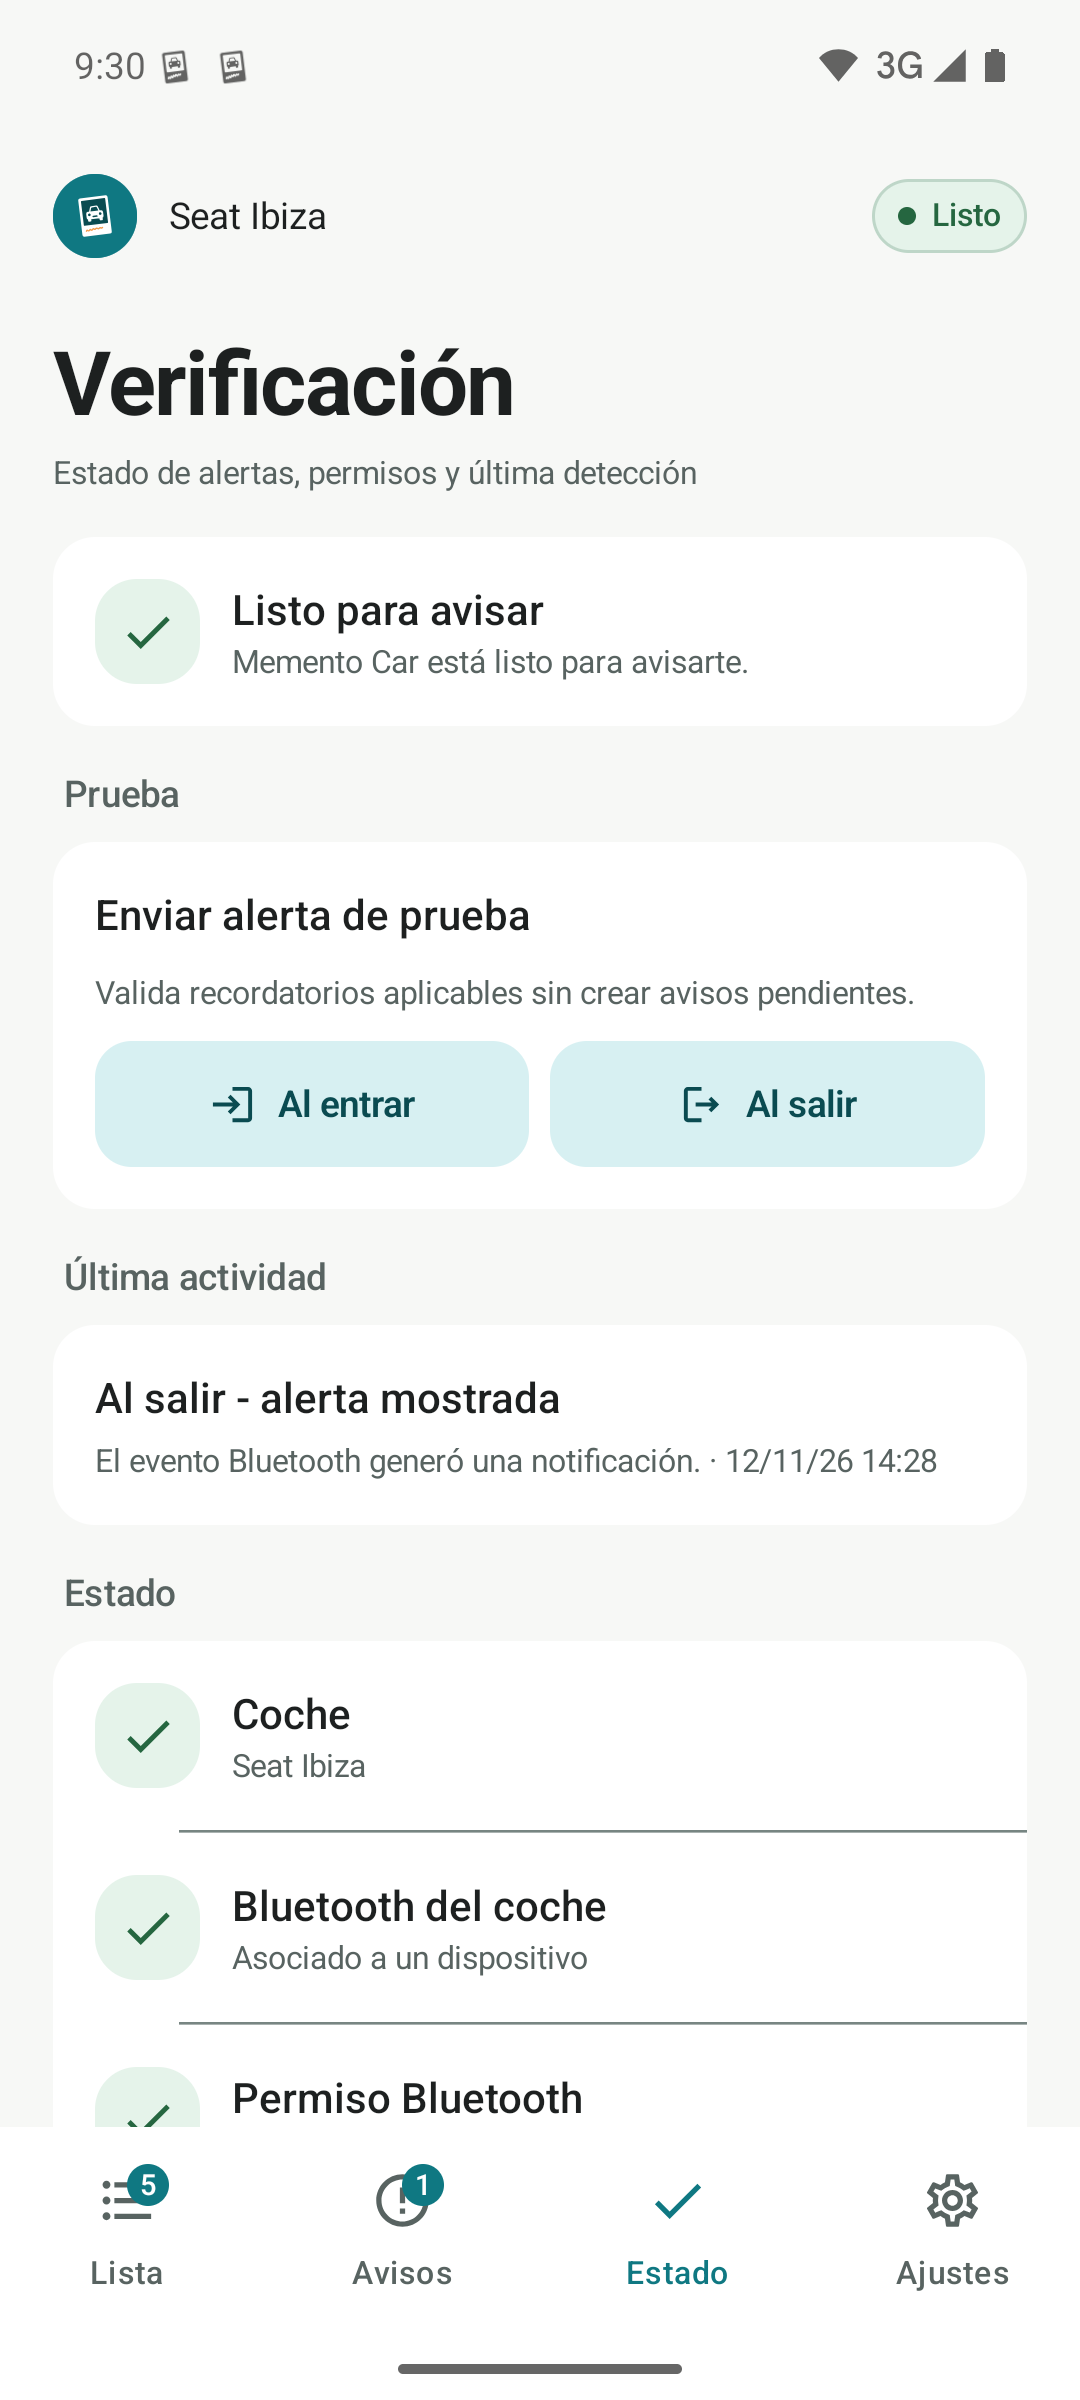 9:30
3G
Seat Ibiza
Listo
Verificación
Estado de alertas, permisos y última detección
Listo para avisar
Memento Car está listo para avisarte.
Prueba
Enviar alerta de prueba
Valida recordatorios aplicables sin crear avisos pendientes.
Al entrar
Al salir
Última actividad
Al salir - alerta mostrada
El evento Bluetooth generó una notificación. · 12/11/26 14:28
Estado
Coche
Seat Ibiza
Bluetooth del coche
Asociado a un dispositivo
Permiso Bluetooth
5
1
Lista
Avisos
Estado
Ajustes